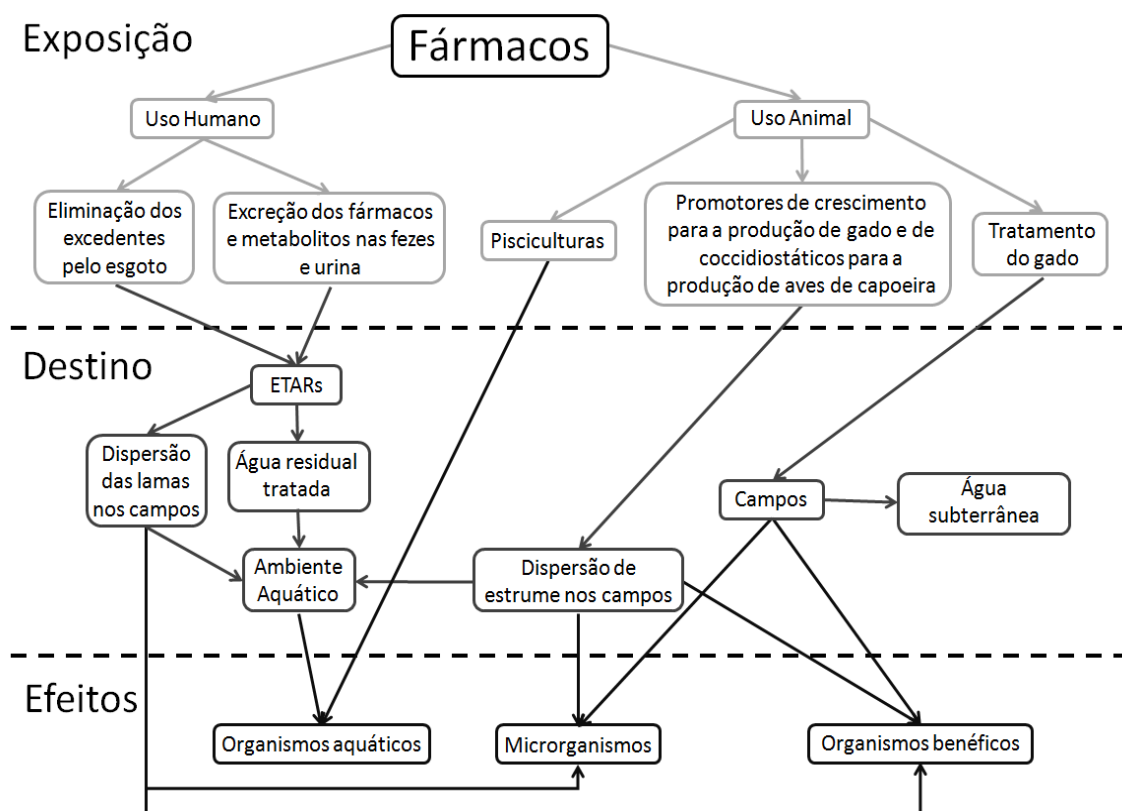 Exposição
Fármacos
Uso Humano
Uso Animal
Eliminação dos
excedentes
pelo esgoto
Excreção dos fármacos
e metabolitos nas fezes
e urina
Pisciculturas
Promotores de crescimento
para a produção de gado e de
coccidiostáticos para a
produção de aves de capoeira
Tratamento
do gado
Destino
ETARs
Dispersão
das lamas
nos campos
Água residual
tratada
Campos
Água
subterrânea
Ambiente
Aquático
Dispersão de
estrume nos campos
Efeitos
Organismos aquáticos
Microrganismos
Organismos benéficos